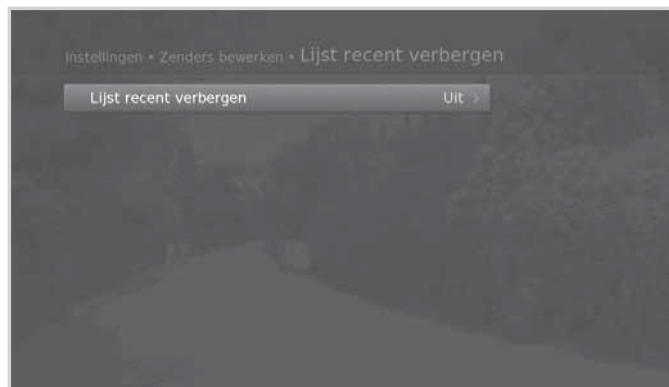 Instellingen • Zenders bewerken • Lijst recent verbergen
Lijst recent verbergen Uit >